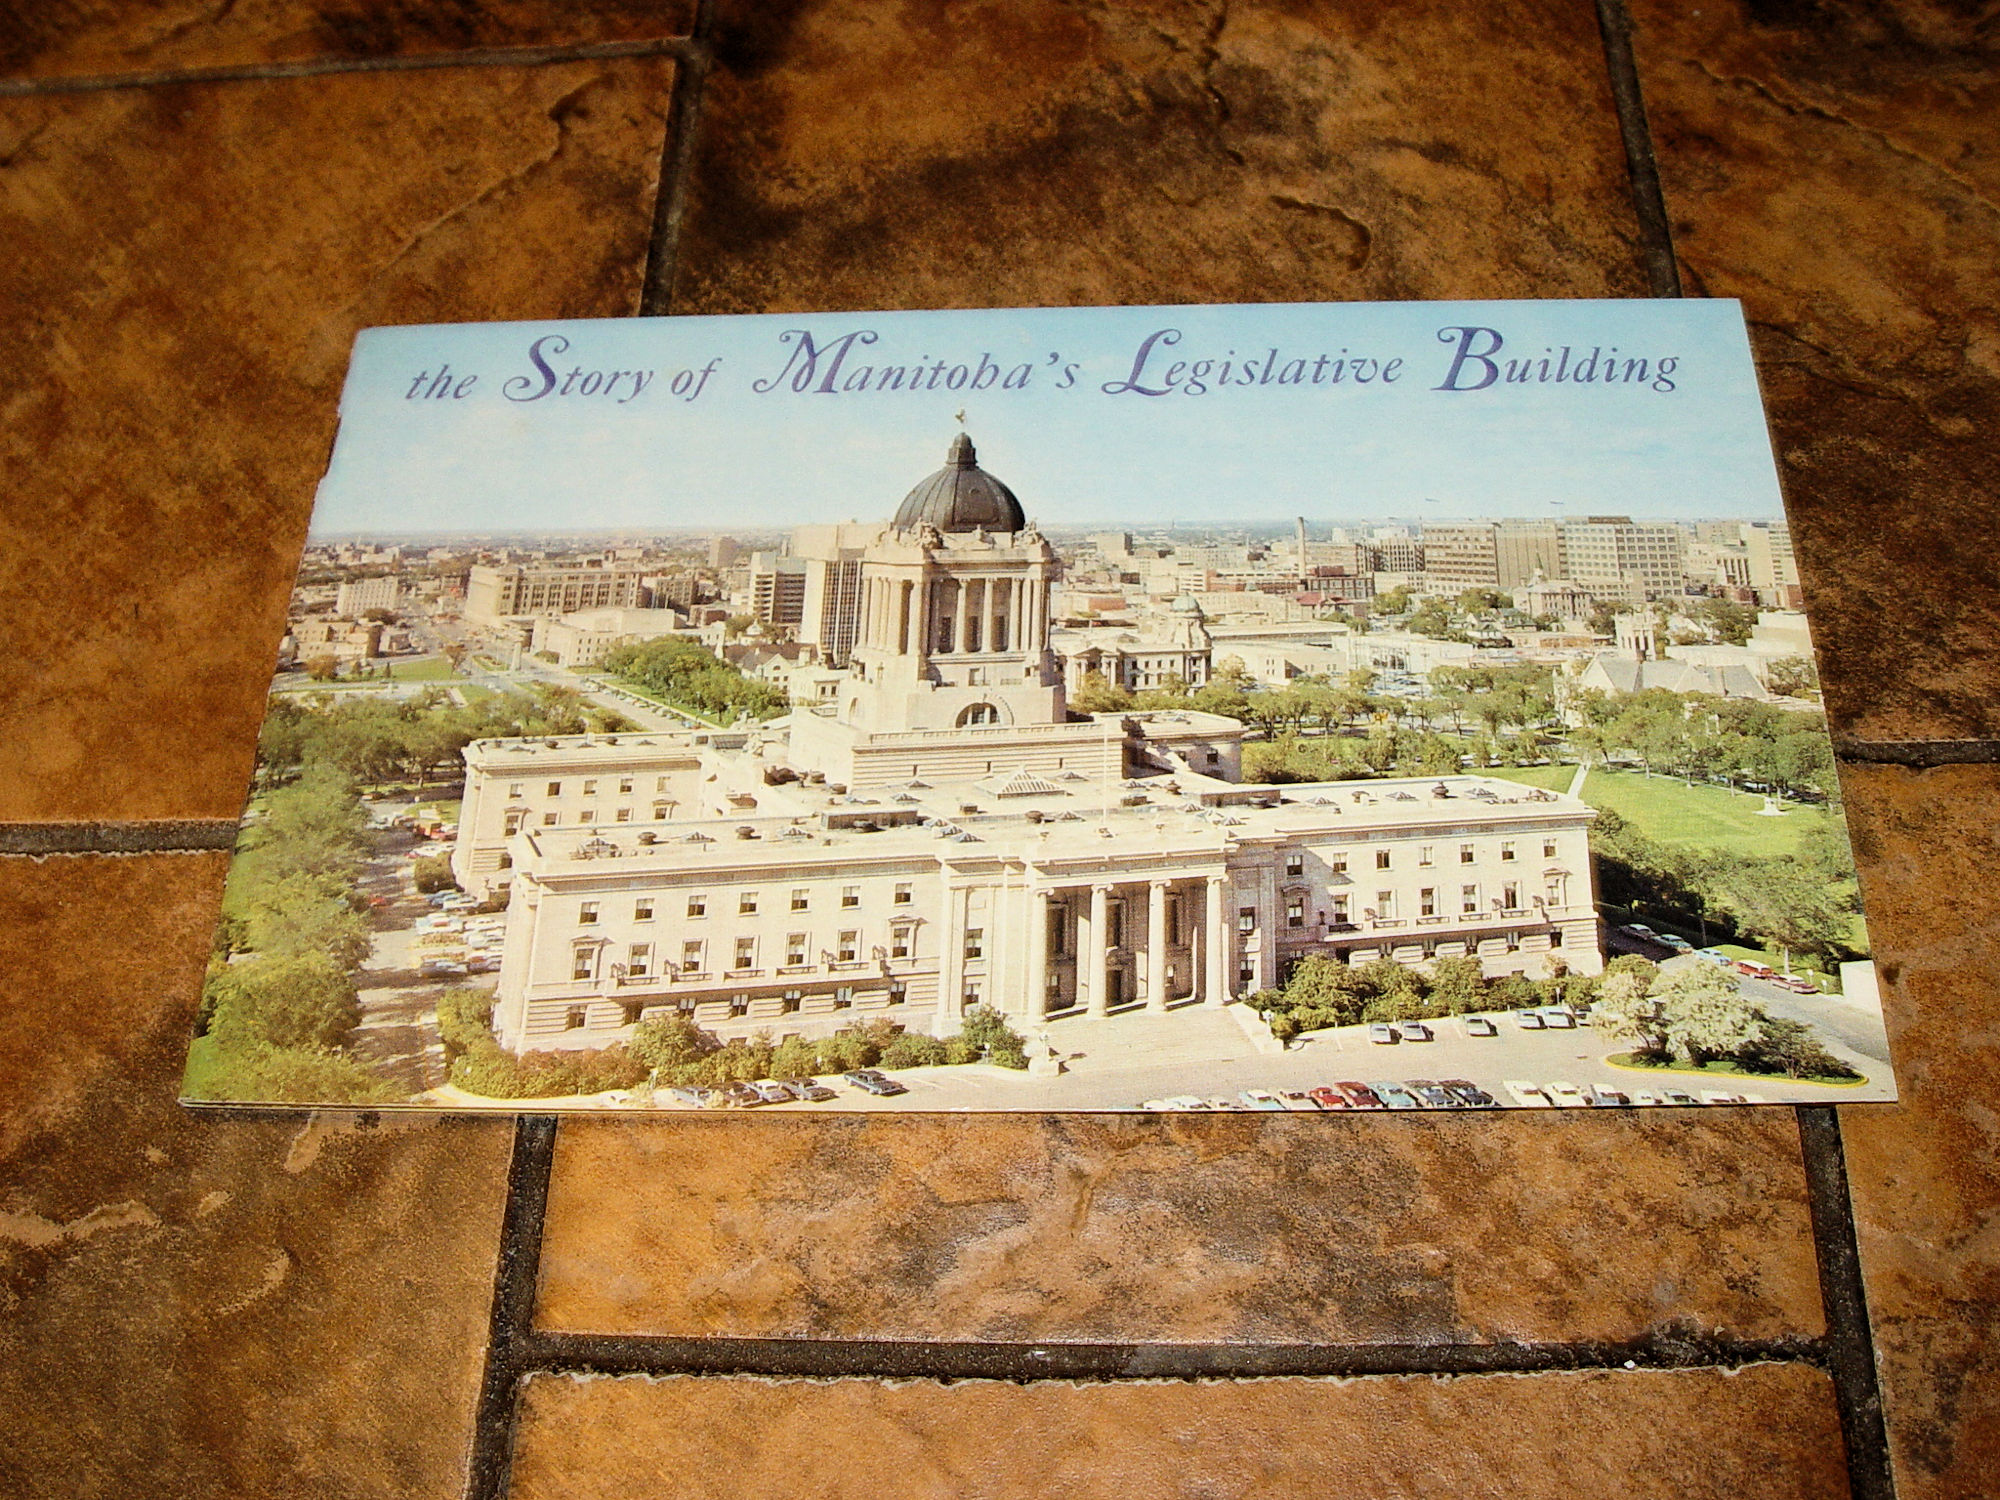 the Story of Manitoba's Legislative Building